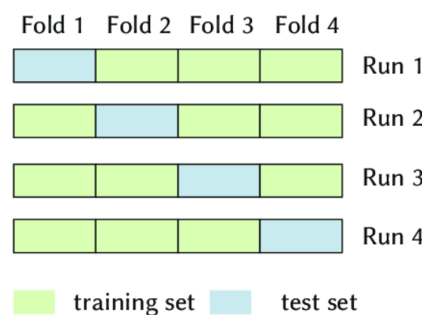 Fold 1 Fold 2 Fold 3 Fold 4
Run 1
Run 2
Run 3
Run 4
training set test set